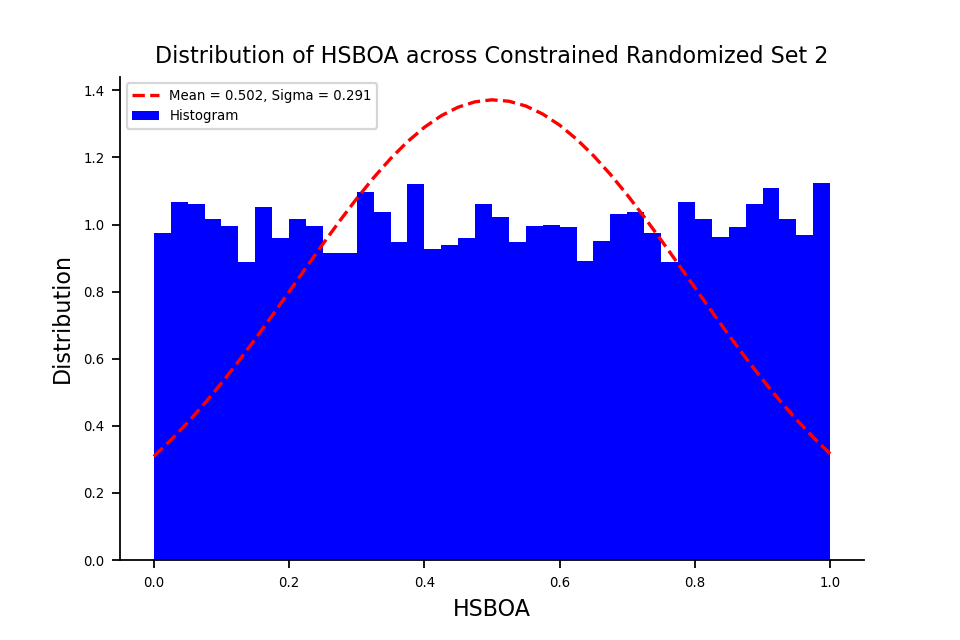 Distribution of HSBOA across Constrained Randomized Set 2
Mean = 0.502, Sigma = 0.291
Histogram
Distribution
1.4
1.2
1.0
0.8
0.6
0.4
0.2
0.0
0.0 0.2 0.4 0.6 0.8 1.0
HSBOA